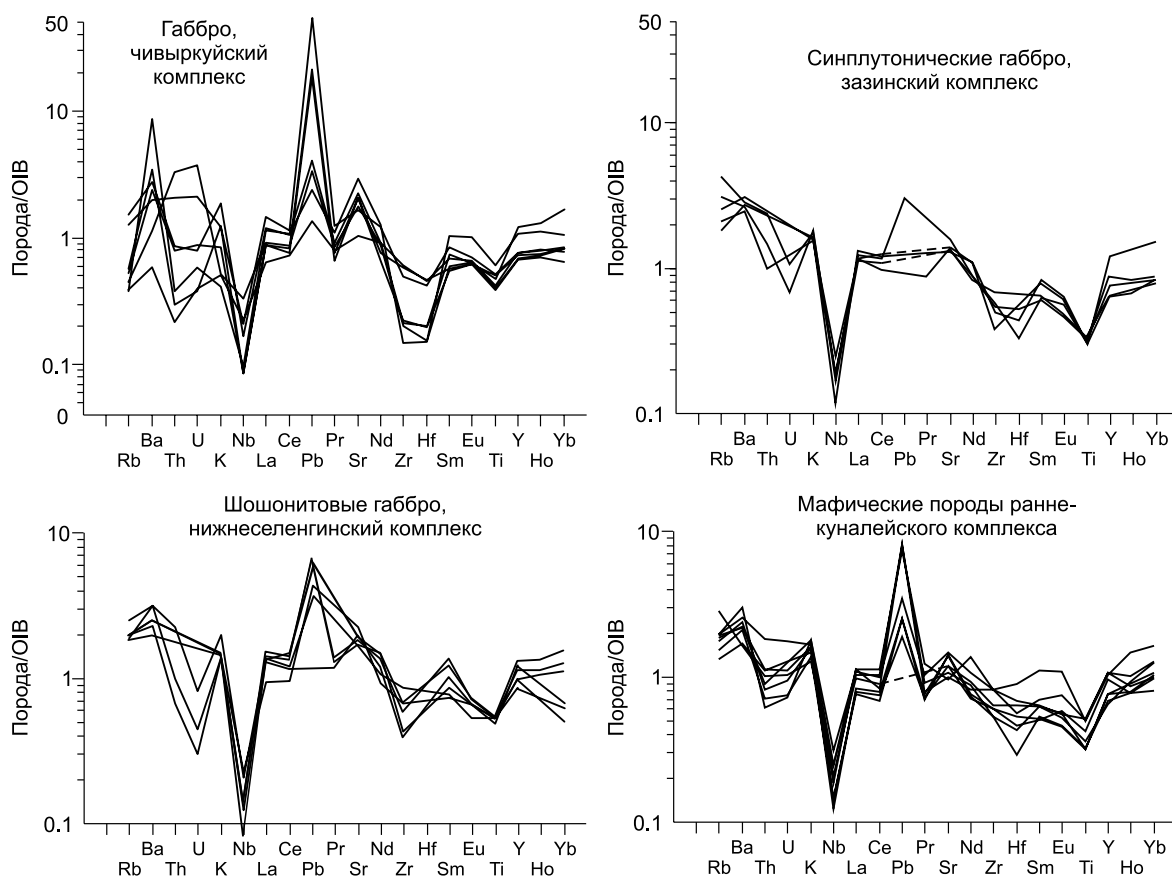 Габбро,
чивыркуйский
комплекс
50
10
1
0.1
0
Порода/OIB
Ba U Nb Ce Pr Nd Hf Eu Y Yb
Rb Th K La Pb Sr Zr Sm Ti Ho
Синплутонические габбро,
зазинский комплекс
50
10
1
0.1
Порода/OIB
Ba U Nb Ce Pr Nd Hf Eu Y Yb
Rb Th K La Pb Sr Zr Sm Ti Ho
Шошонитовые габбро,
нижнеселенгинский комплекс
10
1
0.1
Порода/OIB
Ba U Nb Ce Pr Nd Hf Eu Y Yb
Rb Th K La Pb Sr Zr Sm Ti Ho
Мафические породы ранне-
куналейского комплекса
10
1
0.1
Порода/OIB
Ba U Nb Ce Pr Nd Hf Eu Y Yb
Rb Th K La Pb Sr Zr Sm Ti Ho